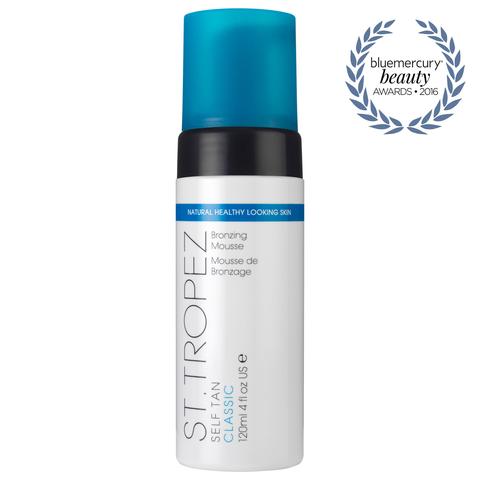 bluemercury
beauty
AWARDS • 2016
NATURAL HEALTHY LOOKING SKIN
Bronzing
Mousse
Mousse de
Bronzage
ST. TROPEZ
SELF TAN
CLASSIC
120ml 4 fl oz US ℮